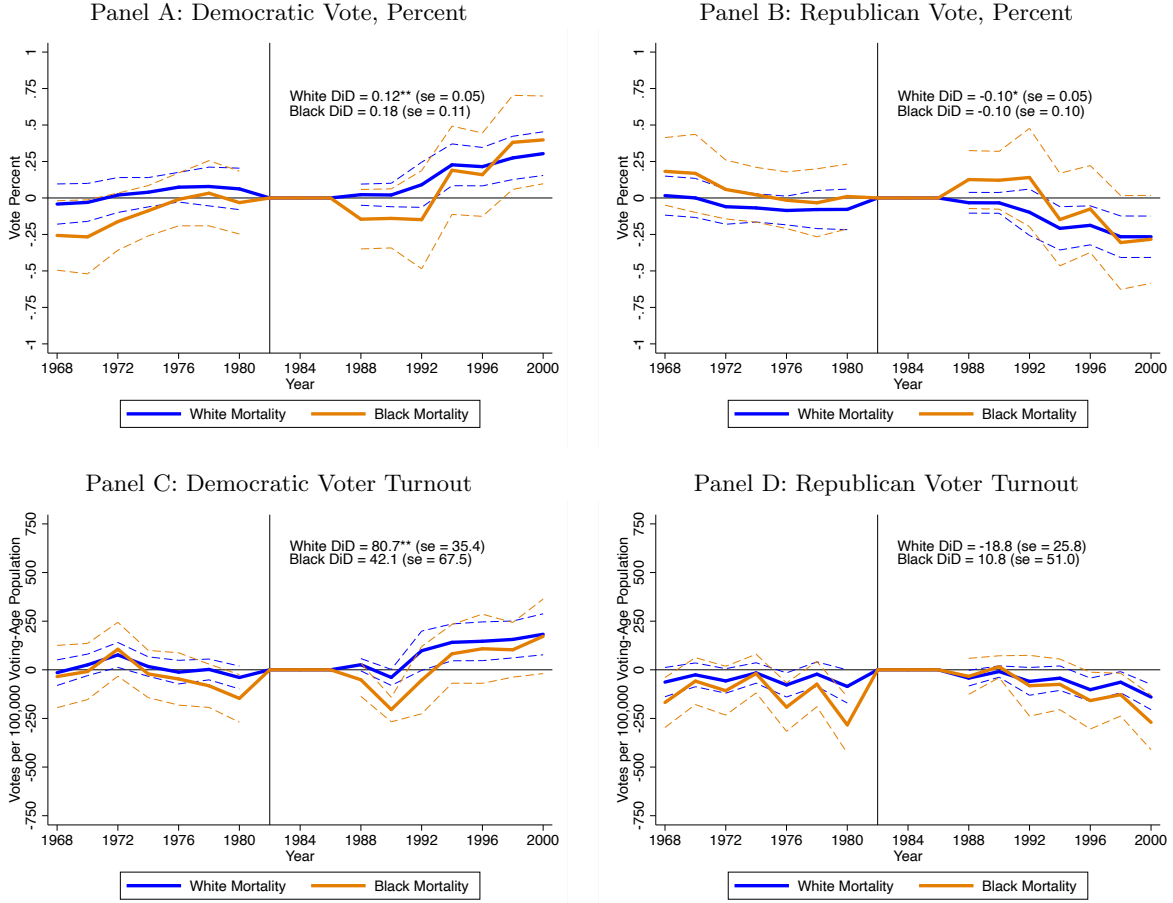 Panel A: Democratic Vote, Percent
Vote Percent
1
.75
.5
.25
0
-.25
-.5
-.75
-1
White DiD = 0.12** (se = 0.05)
Black DiD = 0.18 (se = 0.11)
1968 1972 1976 1980 1984 1988 1992 1996 2000
Year
White Mortality Black Mortality
Panel B: Republican Vote, Percent
Vote Percent
1
.75
.5
.25
0
-.25
-.5
-.75
-1
White DiD = -0.10* (se = 0.05)
Black DiD = -0.10 (se = 0.10)
1968 1972 1976 1980 1984 1988 1992 1996 2000
Year
White Mortality Black Mortality
Panel C: Democratic Voter Turnout
Votes per 100,000 Voting-Age Population
750
500
250
0
-250
-500
-750
White DiD = 80.7** (se = 35.4)
Black DiD = 42.1 (se = 67.5)
1968 1972 1976 1980 1984 1988 1992 1996 2000
Year
White Mortality Black Mortality
Panel D: Republican Voter Turnout
Votes per 100,000 Voting-Age Population
750
500
250
0
-250
-500
-750
White DiD = -18.8 (se = 25.8)
Black DiD = 10.8 (se = 51.0)
1968 1972 1976 1980 1984 1988 1992 1996 2000
Year
White Mortality Black Mortality